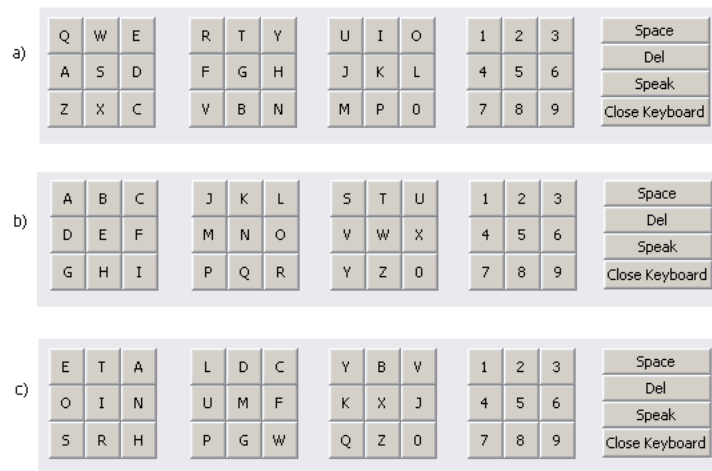 a)
Q W E R T Y U I O 1 2 3 Space
A S D F G H J K L 4 5 6 Del
Speak
Z X C V B N M P 0 7 8 9 Close Keyboard
b)
A B C J K L S T U 1 2 3 Space
D E F M N O V W X 4 5 6 Del
Speak
G H I P Q R Y Z 0 7 8 9 Close Keyboard
c)
E T A L D C Y B V 1 2 3 Space
O I N U M F K X J 4 5 6 Del
Speak
S R H P G W Q Z 0 7 8 9 Close Keyboard